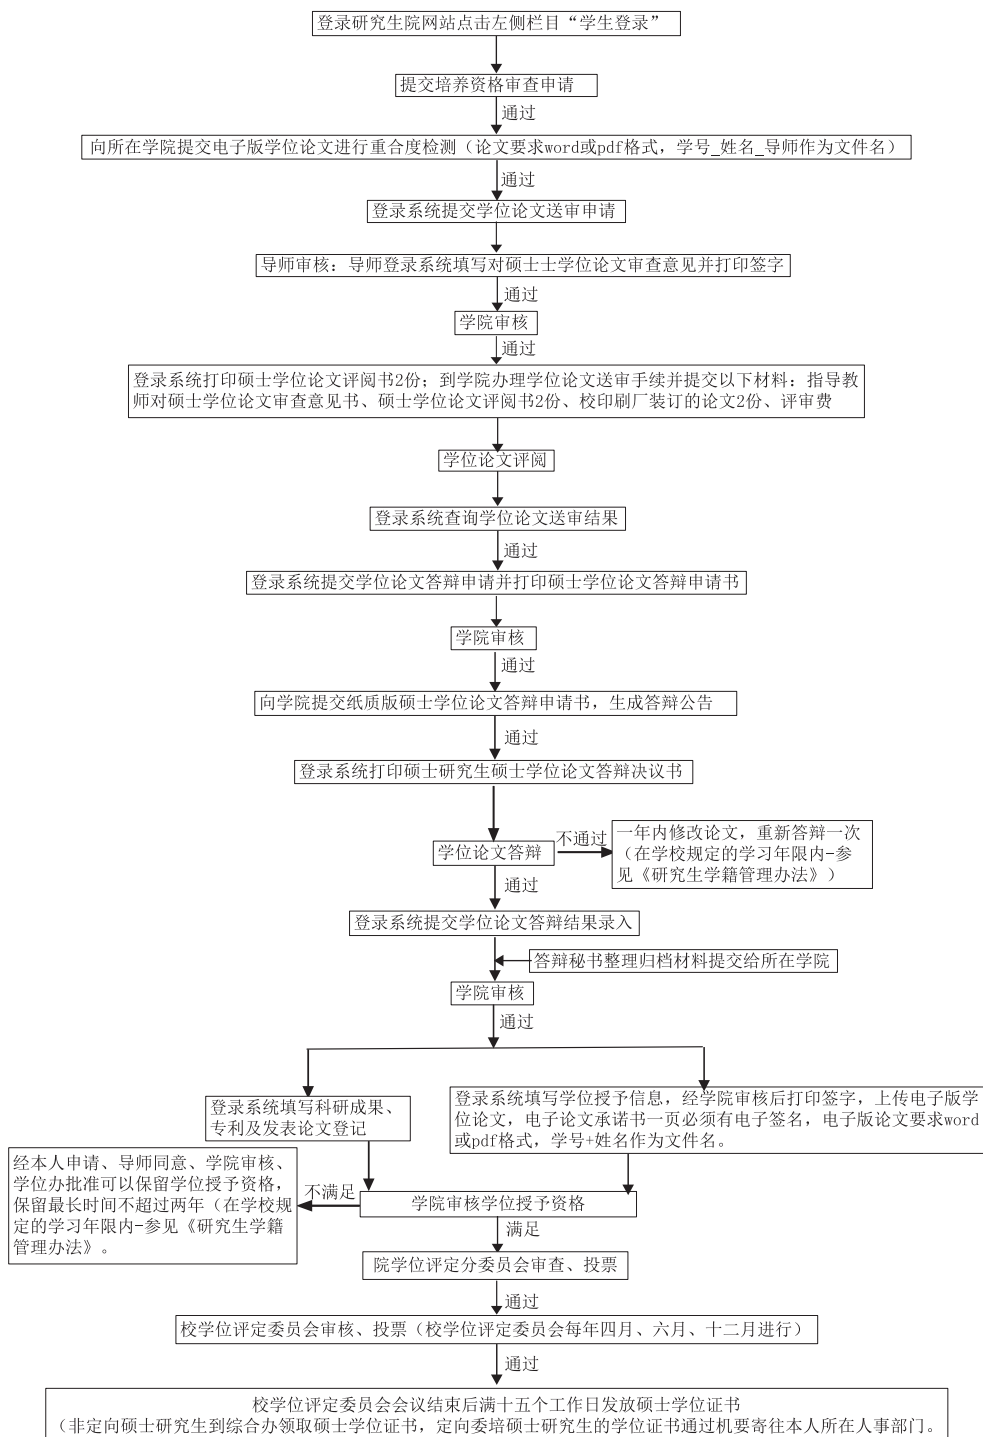 登录研究生院网站点击左侧栏目“学生登录”
提交培养资格审查申请
通过
向所在学院提交电子版学位论文进行重合度检测（论文要求word或pdf格式，学号_姓名_导师作为文件名）
通过
登录系统提交学位论文送审申请
导师审核：导师登录系统填写对硕士士学位论文审查意见并打印签字
通过
学院审核
通过
登录系统打印硕士学位论文评阅书2份；到学院办理学位论文送审手续并提交以下材料：指导教
师对硕士学位论文审查意见书、硕士学位论文评阅书2份、校印刷厂装订的论文2份、评审费
学位论文评阅
登录系统查询学位论文送审结果
通过
登录系统提交学位论文答辩申请并打印硕士学位论文答辩申请书
学院审核
通过
向学院提交纸质版硕士学位论文答辩申请书，生成答辩公告
通过
登录系统打印硕士研究生硕士学位论文答辩决议书
学位论文答辩
不通过
一年内修改论文，重新答辩一次
（在学校规定的学习年限内-参
见《研究生学籍管理办法》）
通过
登录系统提交学位论文答辩结果录入
答辩秘书整理归档材料提交给所在学院
学院审核
通过
登录系统填写科研成果、
专利及发表论文登记
登录系统填写学位授予信息，经学院审核后打印签字，上传电子版学
位论文，电子论文承诺书一页必须有电子签名，电子版论文要求word
或pdf格式，学号+姓名作为文件名。
经本人申请、导师同意、学院审核、
学位办批准可以保留学位授予资格，
保留最长时间不超过两年（在学校规
定的学习年限内-参见《研究生学籍
管理办法》。
不满足
学院审核学位授予资格
满足
院学位评定分委员会审查、投票
通过
校学位评定委员会审核、投票（校学位评定委员会每年四月、六月、十二月进行）
通过
校学位评定委员会会议结束后满十五个工作日发放硕士学位证书
（非定向硕士研究生到综合办领取硕士学位证书，定向委培硕士研究生的学位证书通过机要寄往本人所在人事部门。